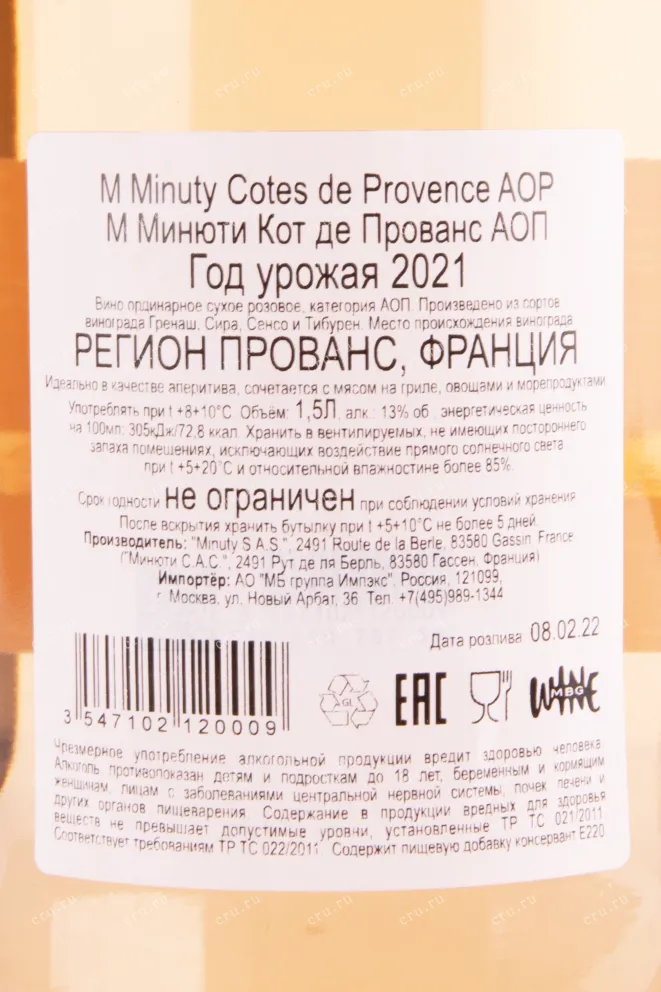 M Minuty Cotes de Provence AOP
М Минюти Кот де Прованс АОП
Год урожая 2021
Вино ординарное сухое розовое, категория АОП. Произведено из сортов
винограда Гренаш, Сира, Сенсо и Тибурен. Место происхождения винограда
РЕГИОН ПРОВАНС, ФРАНЦИЯ
Идеально в качестве аперитива, сочетается с мясом на гриле, овощами и морепродуктами
Употреблять при t +8+10°С. Объём: 1,5Л, алк.: 13% об., энергетическая ценность
на 100мл: 305кДж/72,8 ккал. Хранить в вентилируемых, не имеющих постороннего
запаха помещениях, исключающих воздействие прямого солнечного света
при t +5+20°С и относительной влажностине более 85%.
Срок годности не ограничен при соблюдении условий хранения
После вскрытия хранить бутылку при t +5+10°С не более 5 дней.
Производитель: "Minuty S.A.S.", 2491 Route de la Berle, 83580 Gassin, France
("Минюти С.А.С.", 2491 Рут де ля Берль, 83580 Гассен, Франция)
Импортёр: АО "МБ группа Импэкс". Россия, 121099,
г. Москва, ул. Новый Арбат, 36. Тел. +7(495)989-1344
Дата розлива 08.02.22
3 547102 120009
GL
EAC
WINE
MBG
Чрезмерное употребление алкогольной продукции вредит здоровью человека.
Алкоголь противопоказан детям и подросткам до 18 лет, беременным и кормящим
женщинам, лицам с заболеваниями центральной нервной системы, почек, печени и
других органов пищеварения. Содержание в продукции вредных для здоровья
веществ не превышает допустимые уровни, установленные ТР ТС 021/2011
Соответствует требованиям ТР ТС 022/2011. Содержит пищевую добавку консервант Е220
cru.ru